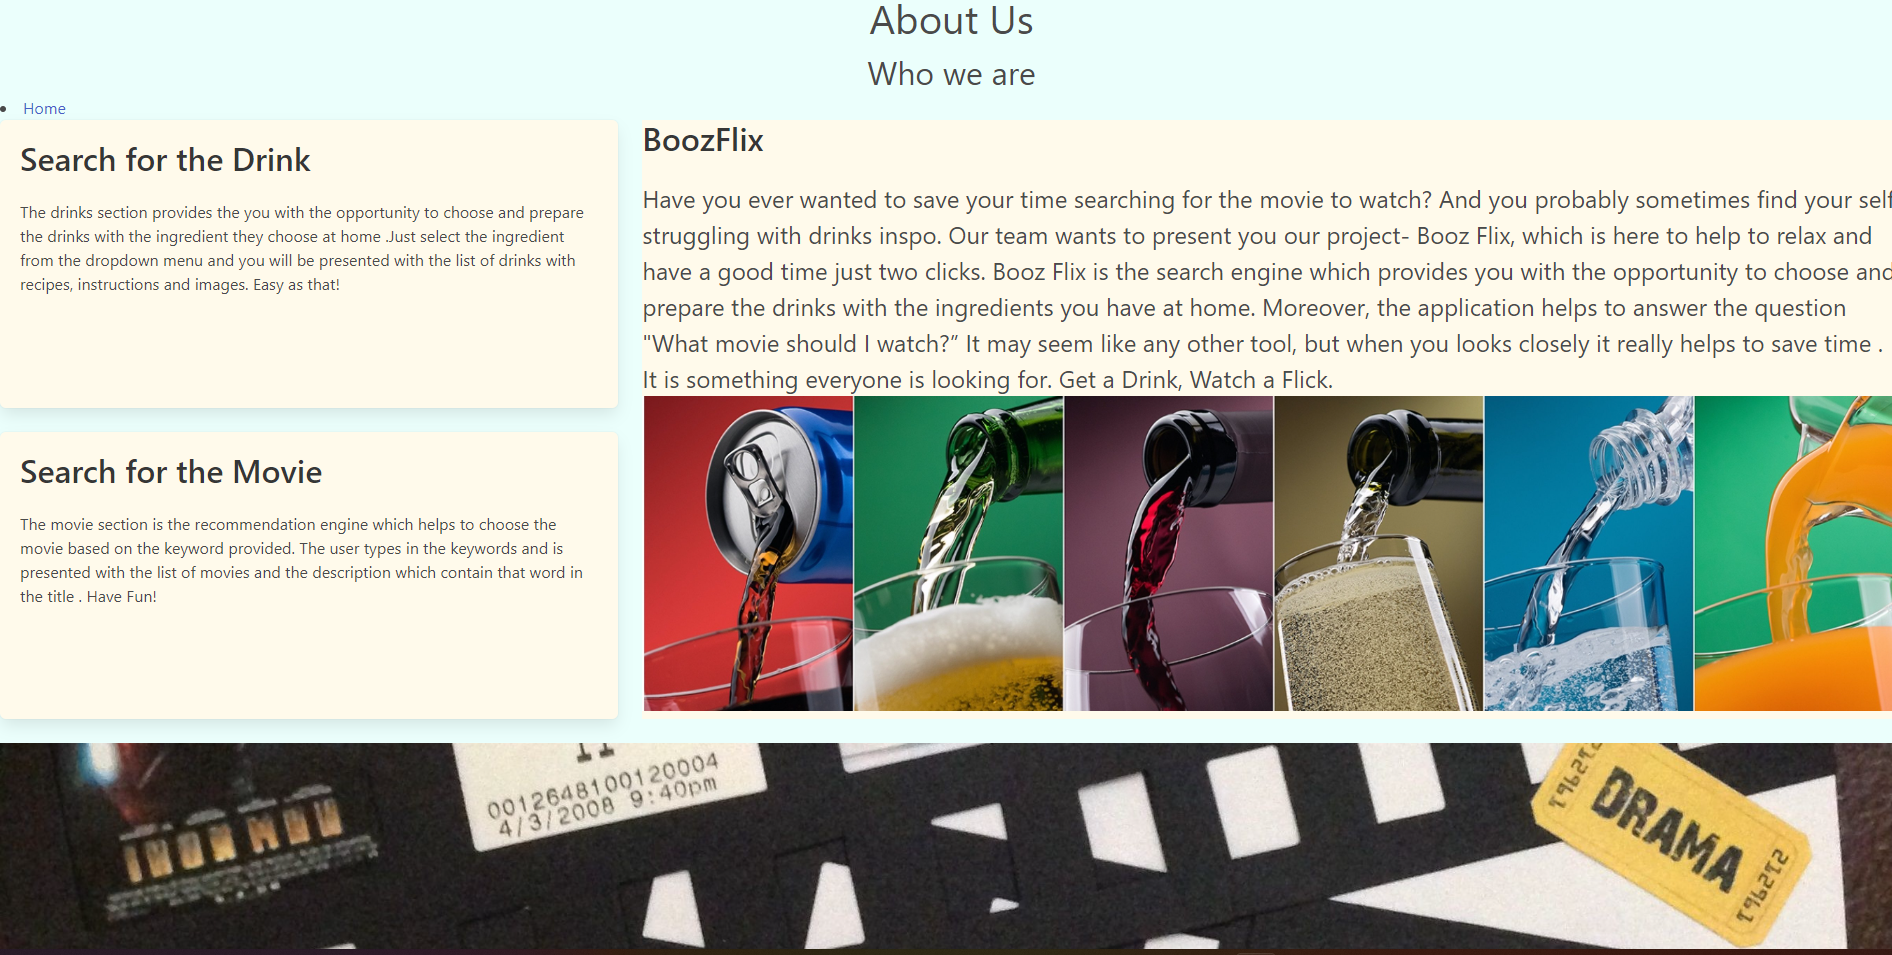 About Us
Who we are
Home
Search for the Drink
The drinks section provides the you with the opportunity to choose and prepare
the drinks with the ingredient they choose at home .Just select the ingredient
from the dropdown menu and you will be presented with the list of drinks with
recipes, instructions and images. Easy as that!
Search for the Movie
The movie section is the recommendation engine which helps to choose the
movie based on the keyword provided. The user types in the keywords and is
presented with the list of movies and the description which contain that word in
the title . Have Fun!
BoozFlix
Have you ever wanted to save your time searching for the movie to watch? And you probably sometimes find your self
struggling with drinks inspo. Our team wants to present you our project- Booz Flix, which is here to help to relax and
have a good time just two clicks. Booz Flix is the search engine which provides you with the opportunity to choose and
prepare the drinks with the ingredients you have at home. Moreover, the application helps to answer the question
"What movie should I watch?” It may seem like any other tool, but when you looks closely it really helps to save time .
It is something everyone is looking for. Get a Drink, Watch a Flick.
11
0012648100120004
4/3/2008 9:40pm
IRON MAN
DRAMA
196212